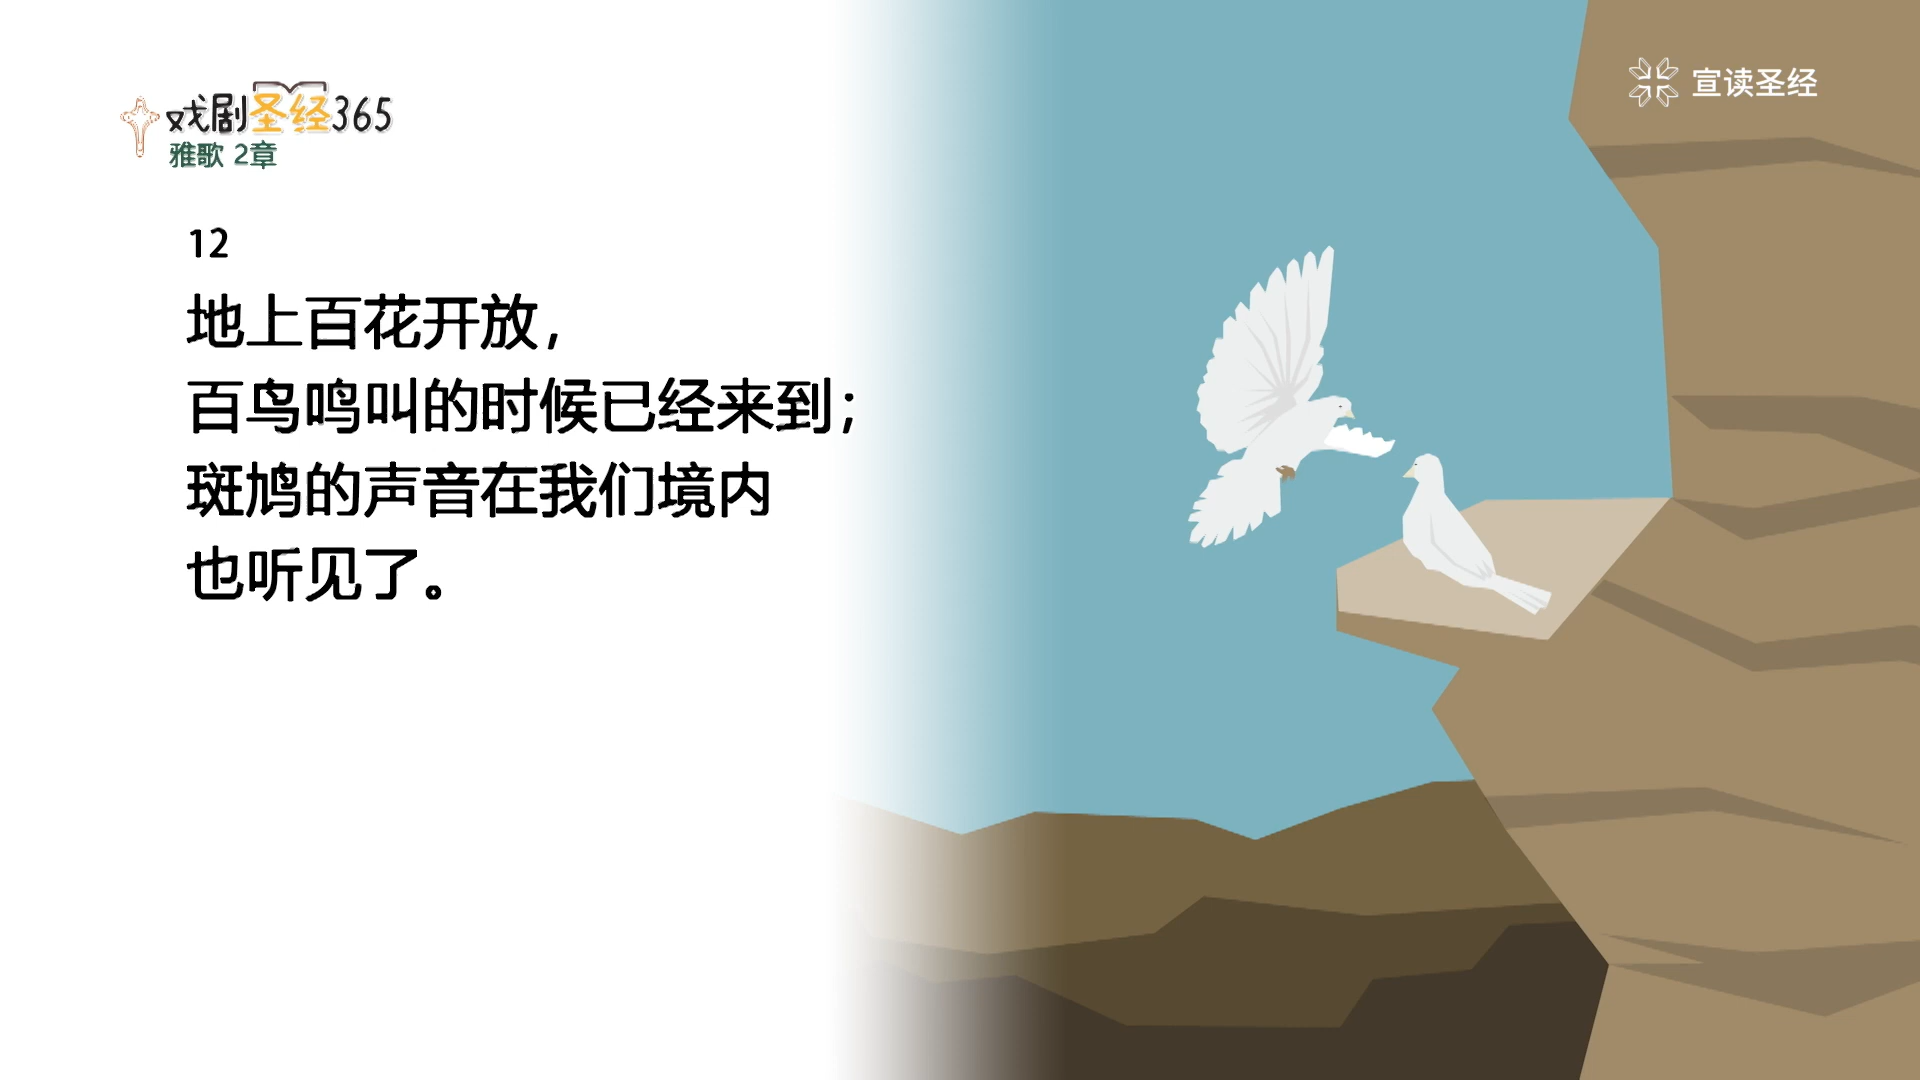 戏剧圣经365
雅歌 2章
宣读圣经
12
地上百花开放，
百鸟鸣叫的时候已经来到；
斑鸠的声音在我们境内
也听见了。